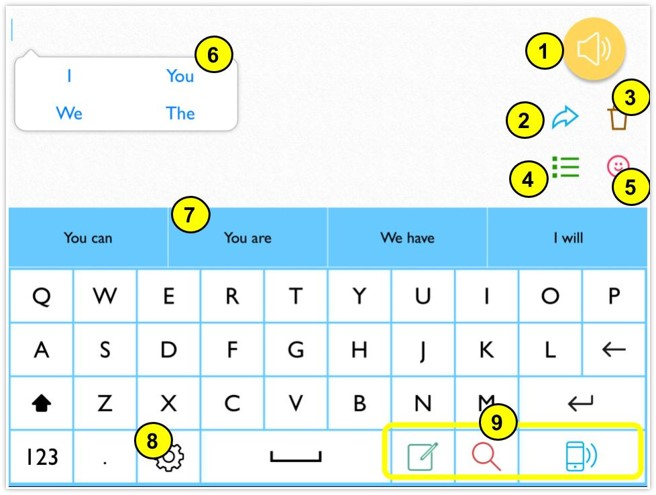 6
1
I You
We The
3
2
4
5
7
You can You are We have I will
Q W E R T Y U I O P
A S D F G H J K L
Z X C V B N M
9
8
123 .